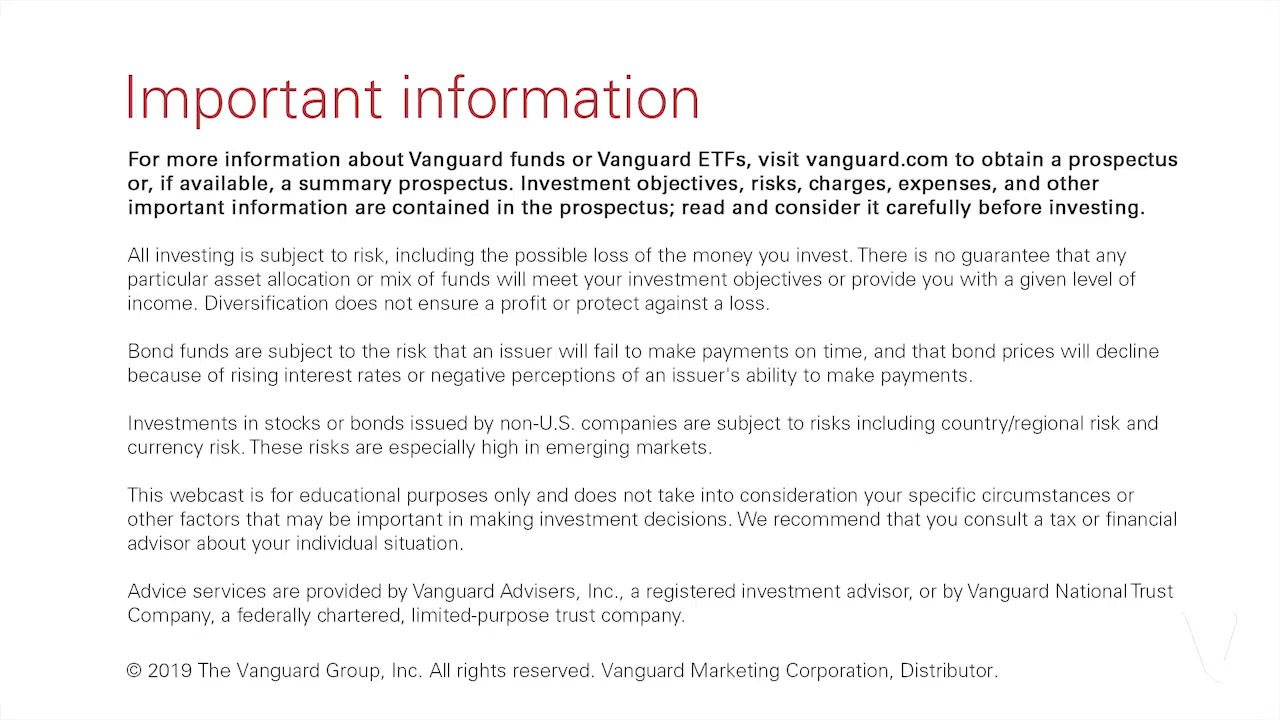 Important information
For more information about Vanguard funds or Vanguard ETFs, visit vanguard.com to obtain a prospectus
or, if available, a summary prospectus. Investment objectives, risks, charges, expenses, and other
important information are contained in the prospectus; read and consider it carefully before investing.
All investing is subject to risk, including the possible loss of the money you invest. There is no guarantee that any
particular asset allocation or mix of funds will meet your investment objectives or provide you with a given level of
income. Diversification does not ensure a profit or protect against a loss.
Bond funds are subject to the risk that an issuer will fail to make payments on time, and that bond prices will decline
because of rising interest rates or negative perceptions of an issuer's ability to make payments.
Investments in stocks or bonds issued by non-U.S. companies are subject to risks including country/regional risk and
currency risk. These risks are especially high in emerging markets.
This webcast is for educational purposes only and does not take into consideration your specific circumstances or
other factors that may be important in making investment decisions. We recommend that you consult a tax or financial
advisor about your individual situation.
Advice services are provided by Vanguard Advisers, Inc., a registered investment advisor, or by Vanguard National Trust
Company, a federally chartered, limited-purpose trust company.
© 2019 The Vanguard Group, Inc. All rights reserved. Vanguard Marketing Corporation, Distributor.
V